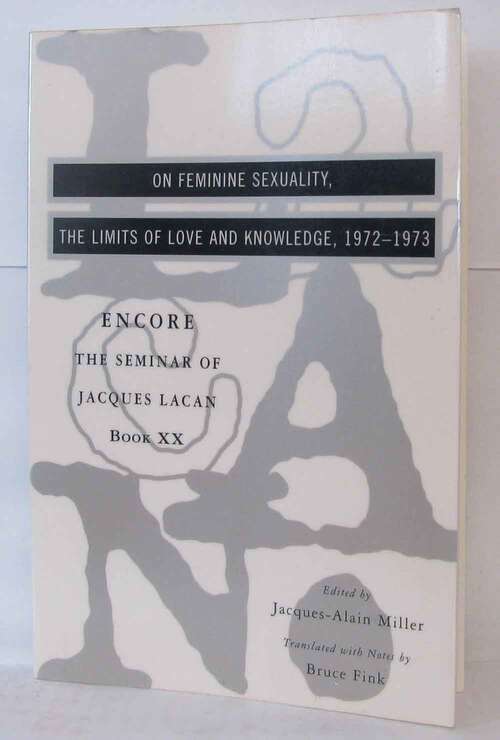 LACAN
ON FEMININE SEXUALITY,
THE LIMITS OF LOVE AND KNOWLEDGE, 1972–1973
ENCORE
THE SEMINAR OF
JACQUES LACAN
BOOK XX
Edited by
Jacques-Alain Miller
Translated with Notes by
Bruce Fink